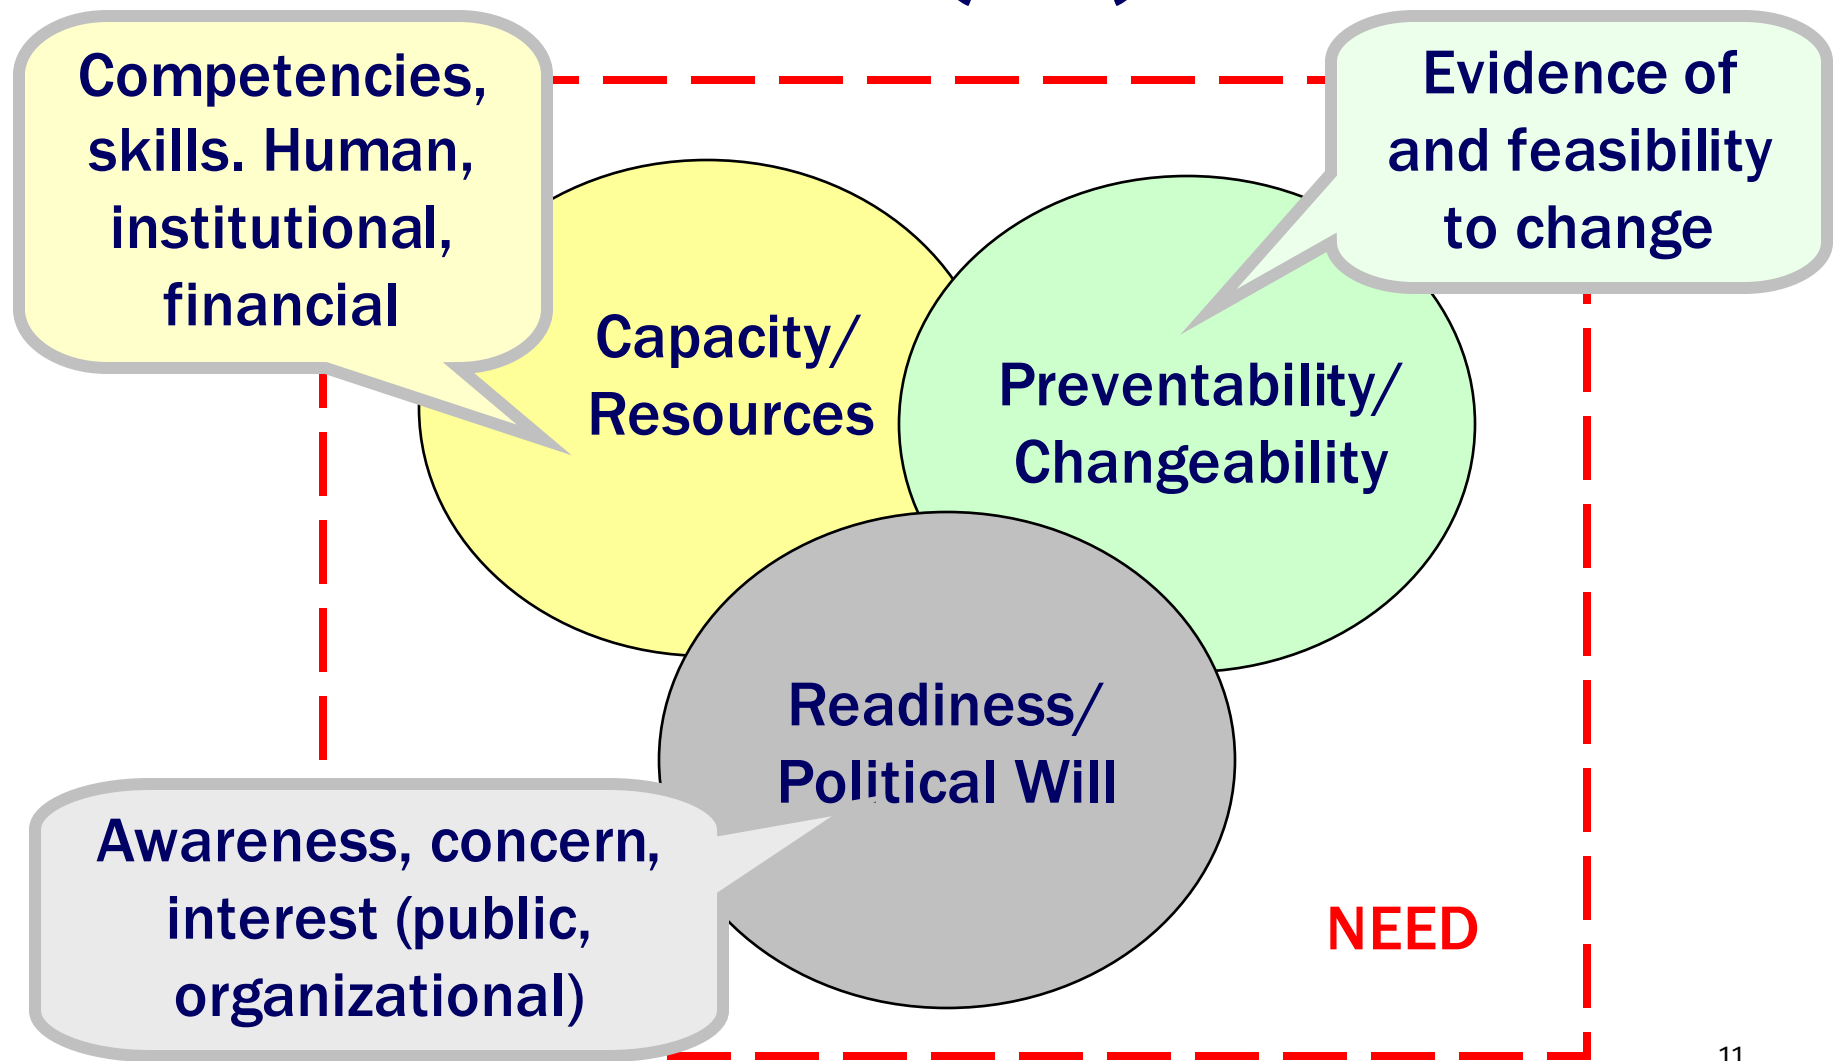 Competencies,
skills. Human,
institutional,
financial
Evidence of
and feasibility
to change
Capacity/
Resources
Preventability/
Changeability
Readiness/
Political Will
Awareness, concern,
interest (public,
organizational)
NEED
11